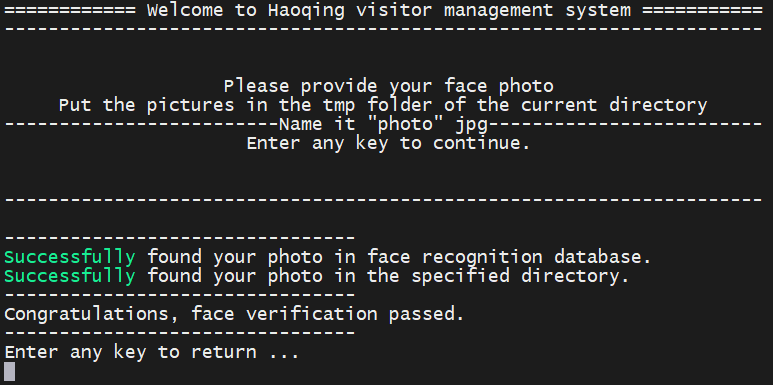 ============ Welcome to Haoqing visitor management system ===========
---------------------------------------------------------------------
Please provide your face photo
Put the pictures in the tmp folder of the current directory
-------------------------Name it "photo" jpg-------------------------
Enter any key to continue.
---------------------------------------------------------------------
--------------------------------
Successfully found your photo in face recognition database.
Successfully found your photo in the specified directory.
--------------------------------
Congratulations, face verification passed.
--------------------------------
Enter any key to return ...